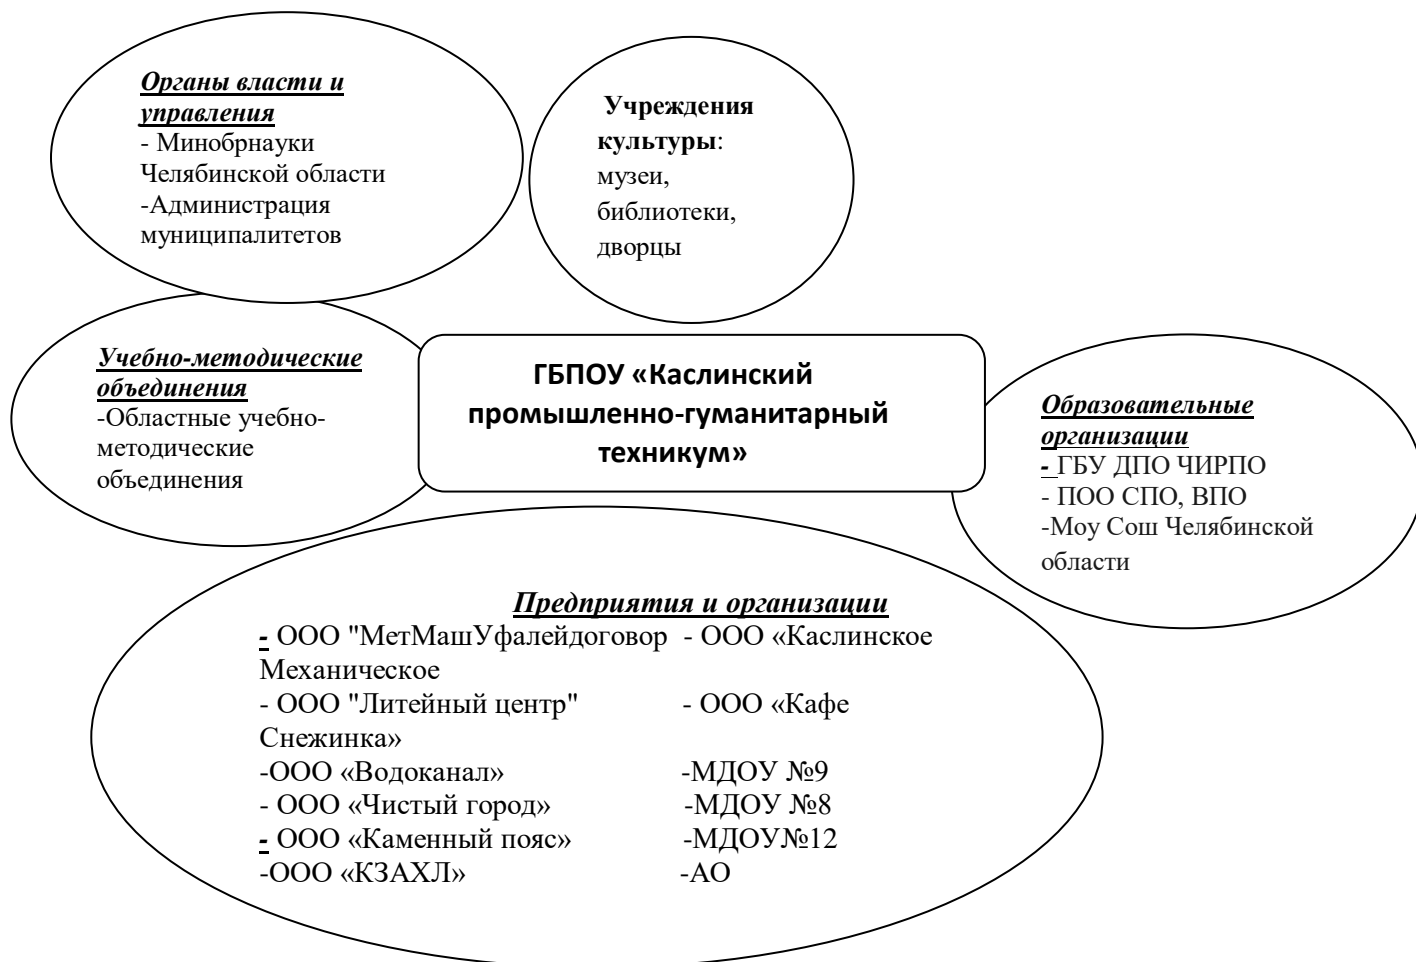 Органы власти и
управления
- Минобрнауки
Челябинской области
-Администрация
муниципалитетов
Учреждения
культуры:
музеи,
библиотеки,
дворцы
Учебно-методические
объединения
-Областные учебно-
методические
объединения
ГБПОУ «Каслинский
промышленно-гуманитарный
техникум»
Образовательные
организации
- ГБУ ДПО ЧИРПО
- ПОО СПО, ВПО
-Моу Сош Челябинской
области
Предприятия и организации
- ООО "МетМашУфалейдоговор - ООО «Каслинское
Механическое
- ООО "Литейный центр" - ООО «Кафе
Снежинка»
-ООО «Водоканал» -МДОУ №9
- ООО «Чистый город» -МДОУ №8
- ООО «Каменный пояс» -МДОУ№12
-ООО «КЗАХЛ» -АО